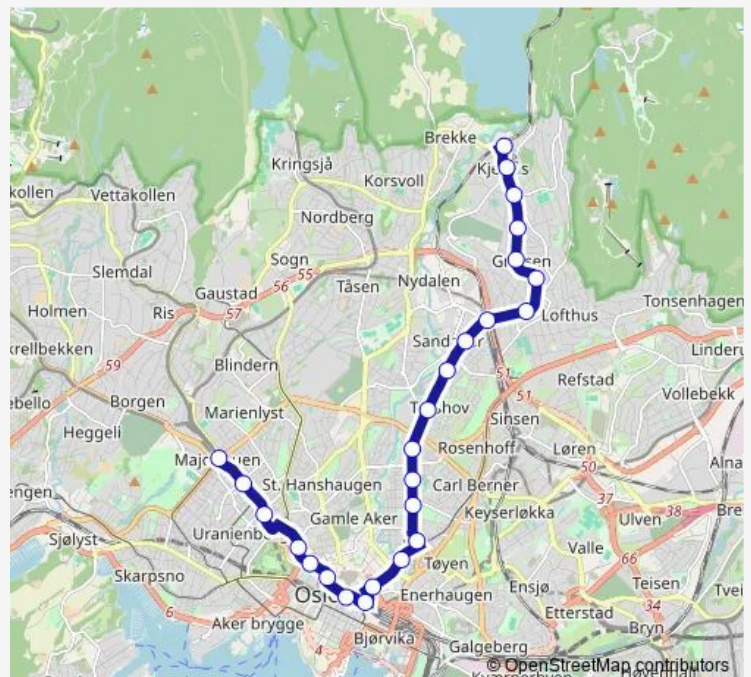 Brekke
Kringsjå
Korsvoll
kollen
Vettakollen
Nordberg
Sogn
55
Slemdal
56
Tåsen
Nydalen
Gaustad
Holmen
Ris
57
Lofthus
Tonsenhagen
krellbekken
59
Linderu
Blindern
51
Refstad
Borgen
Marienlyst
Vollebekk
ebello
Sinsen
Heggeli
Rosenhoff
Løren
Alna
50
engen
St. Hanshaugen
Carl Berner
37
38
Bre
Gamle Aker
Keyserløkka
Ulven
Sjølyst
Valle
66
Skarpsno
Tøyen
Teisen
Ensjø
34
Tvei
6
Enerhaugen
Etterstad
Aker brygge
Bryn
4
Bjørvika
Galgeberg
© OpenStreetMap contributors